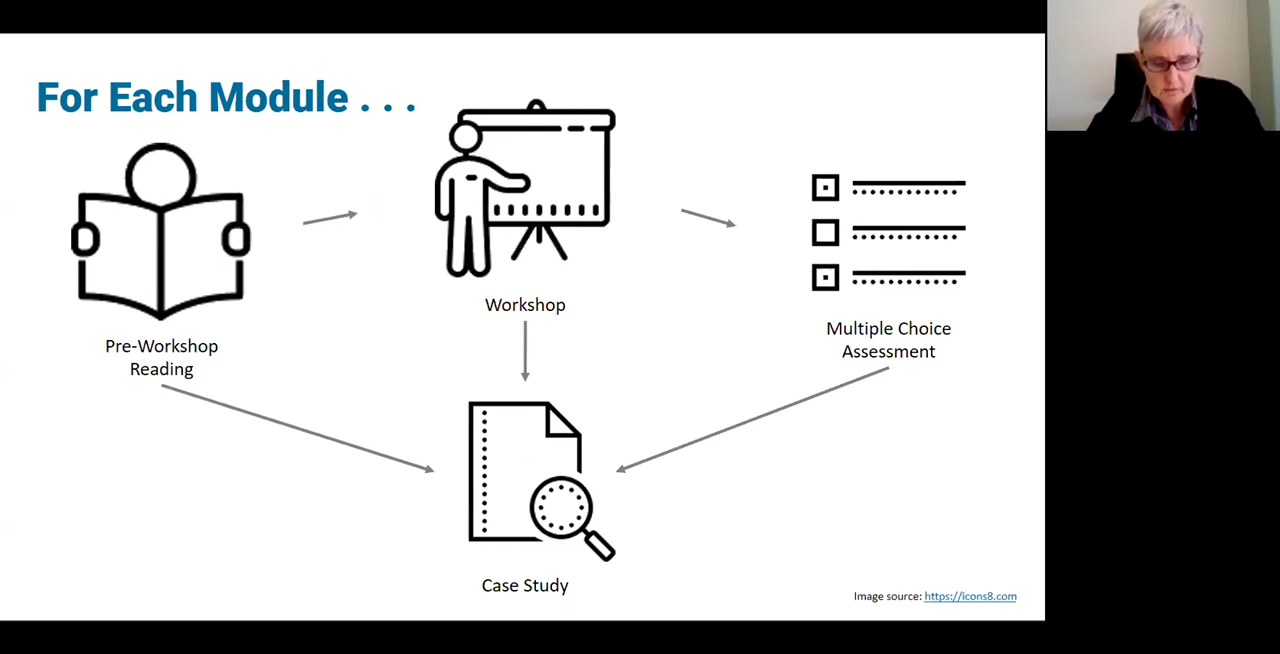 For Each Module . . .
Pre-Workshop
Reading
Workshop
Multiple Choice
Assessment
Case Study
Image source: https://icons8.com